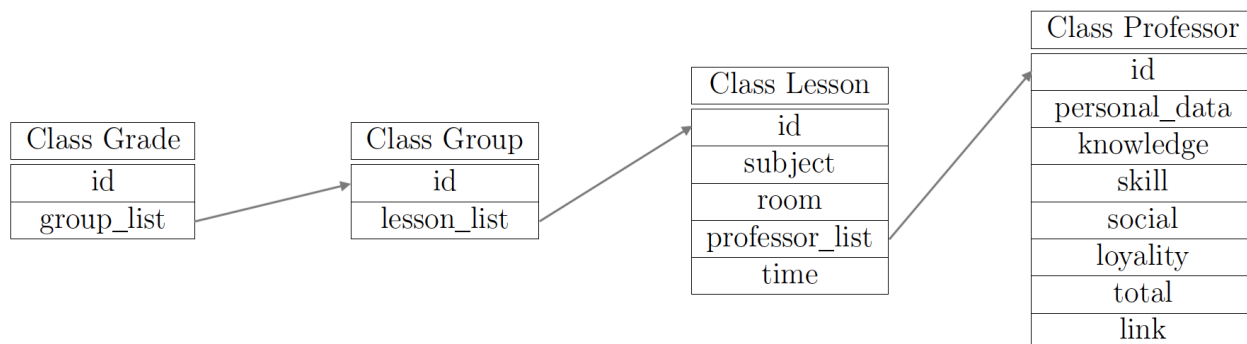 Class Grade
id
group_list
Class Group
id
lesson_list
Class Lesson
id
subject
room
professor_list
time
Class Professor
id
personal_data
knowledge
skill
social
loyality
total
link